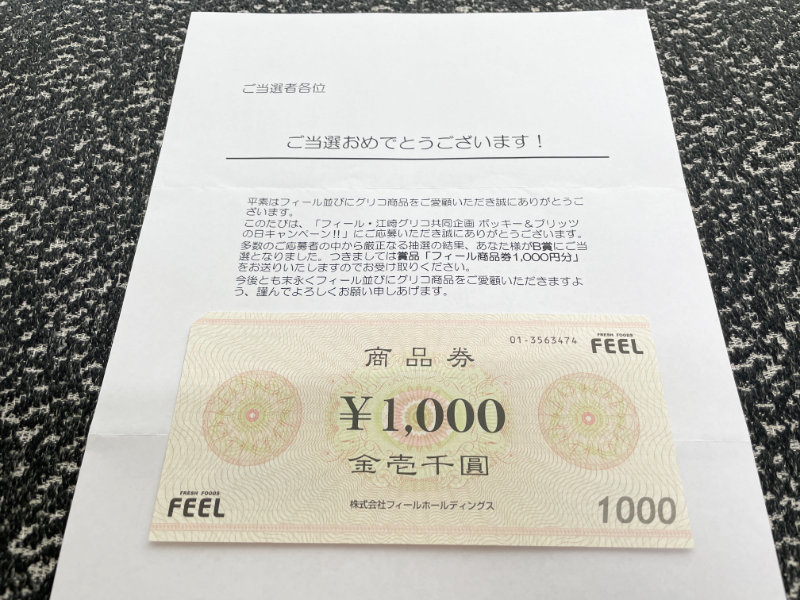 ご当選者各位
ご当選おめでとうございます！
平素はフィール並びにグリコ商品をご愛顧いただき誠にありがとうご
ざいます。
このたびは、「フィール・江崎グリコ共同企画 ポッキー＆プリッツ
の日キャンペーン!!」にご応募いただき誠にありがとうございます。
多数のご応募者の中から厳正なる抽選の結果、あなた様がB賞にご当
選となりました。つきましては賞品「フィール商品券1,000円分」
をお送りいたしますのでお受け取りください。
今後とも末永くフィール並びにグリコ商品をご愛顧いただきますよ
う、謹んでよろしくお願い申しあげます。
01-3563474
FRESH FOODS
FEEL
商品券
¥1,000
金壱千圓
FRESH FOODS
FEEL
株式会社フィールホールディングス
1000